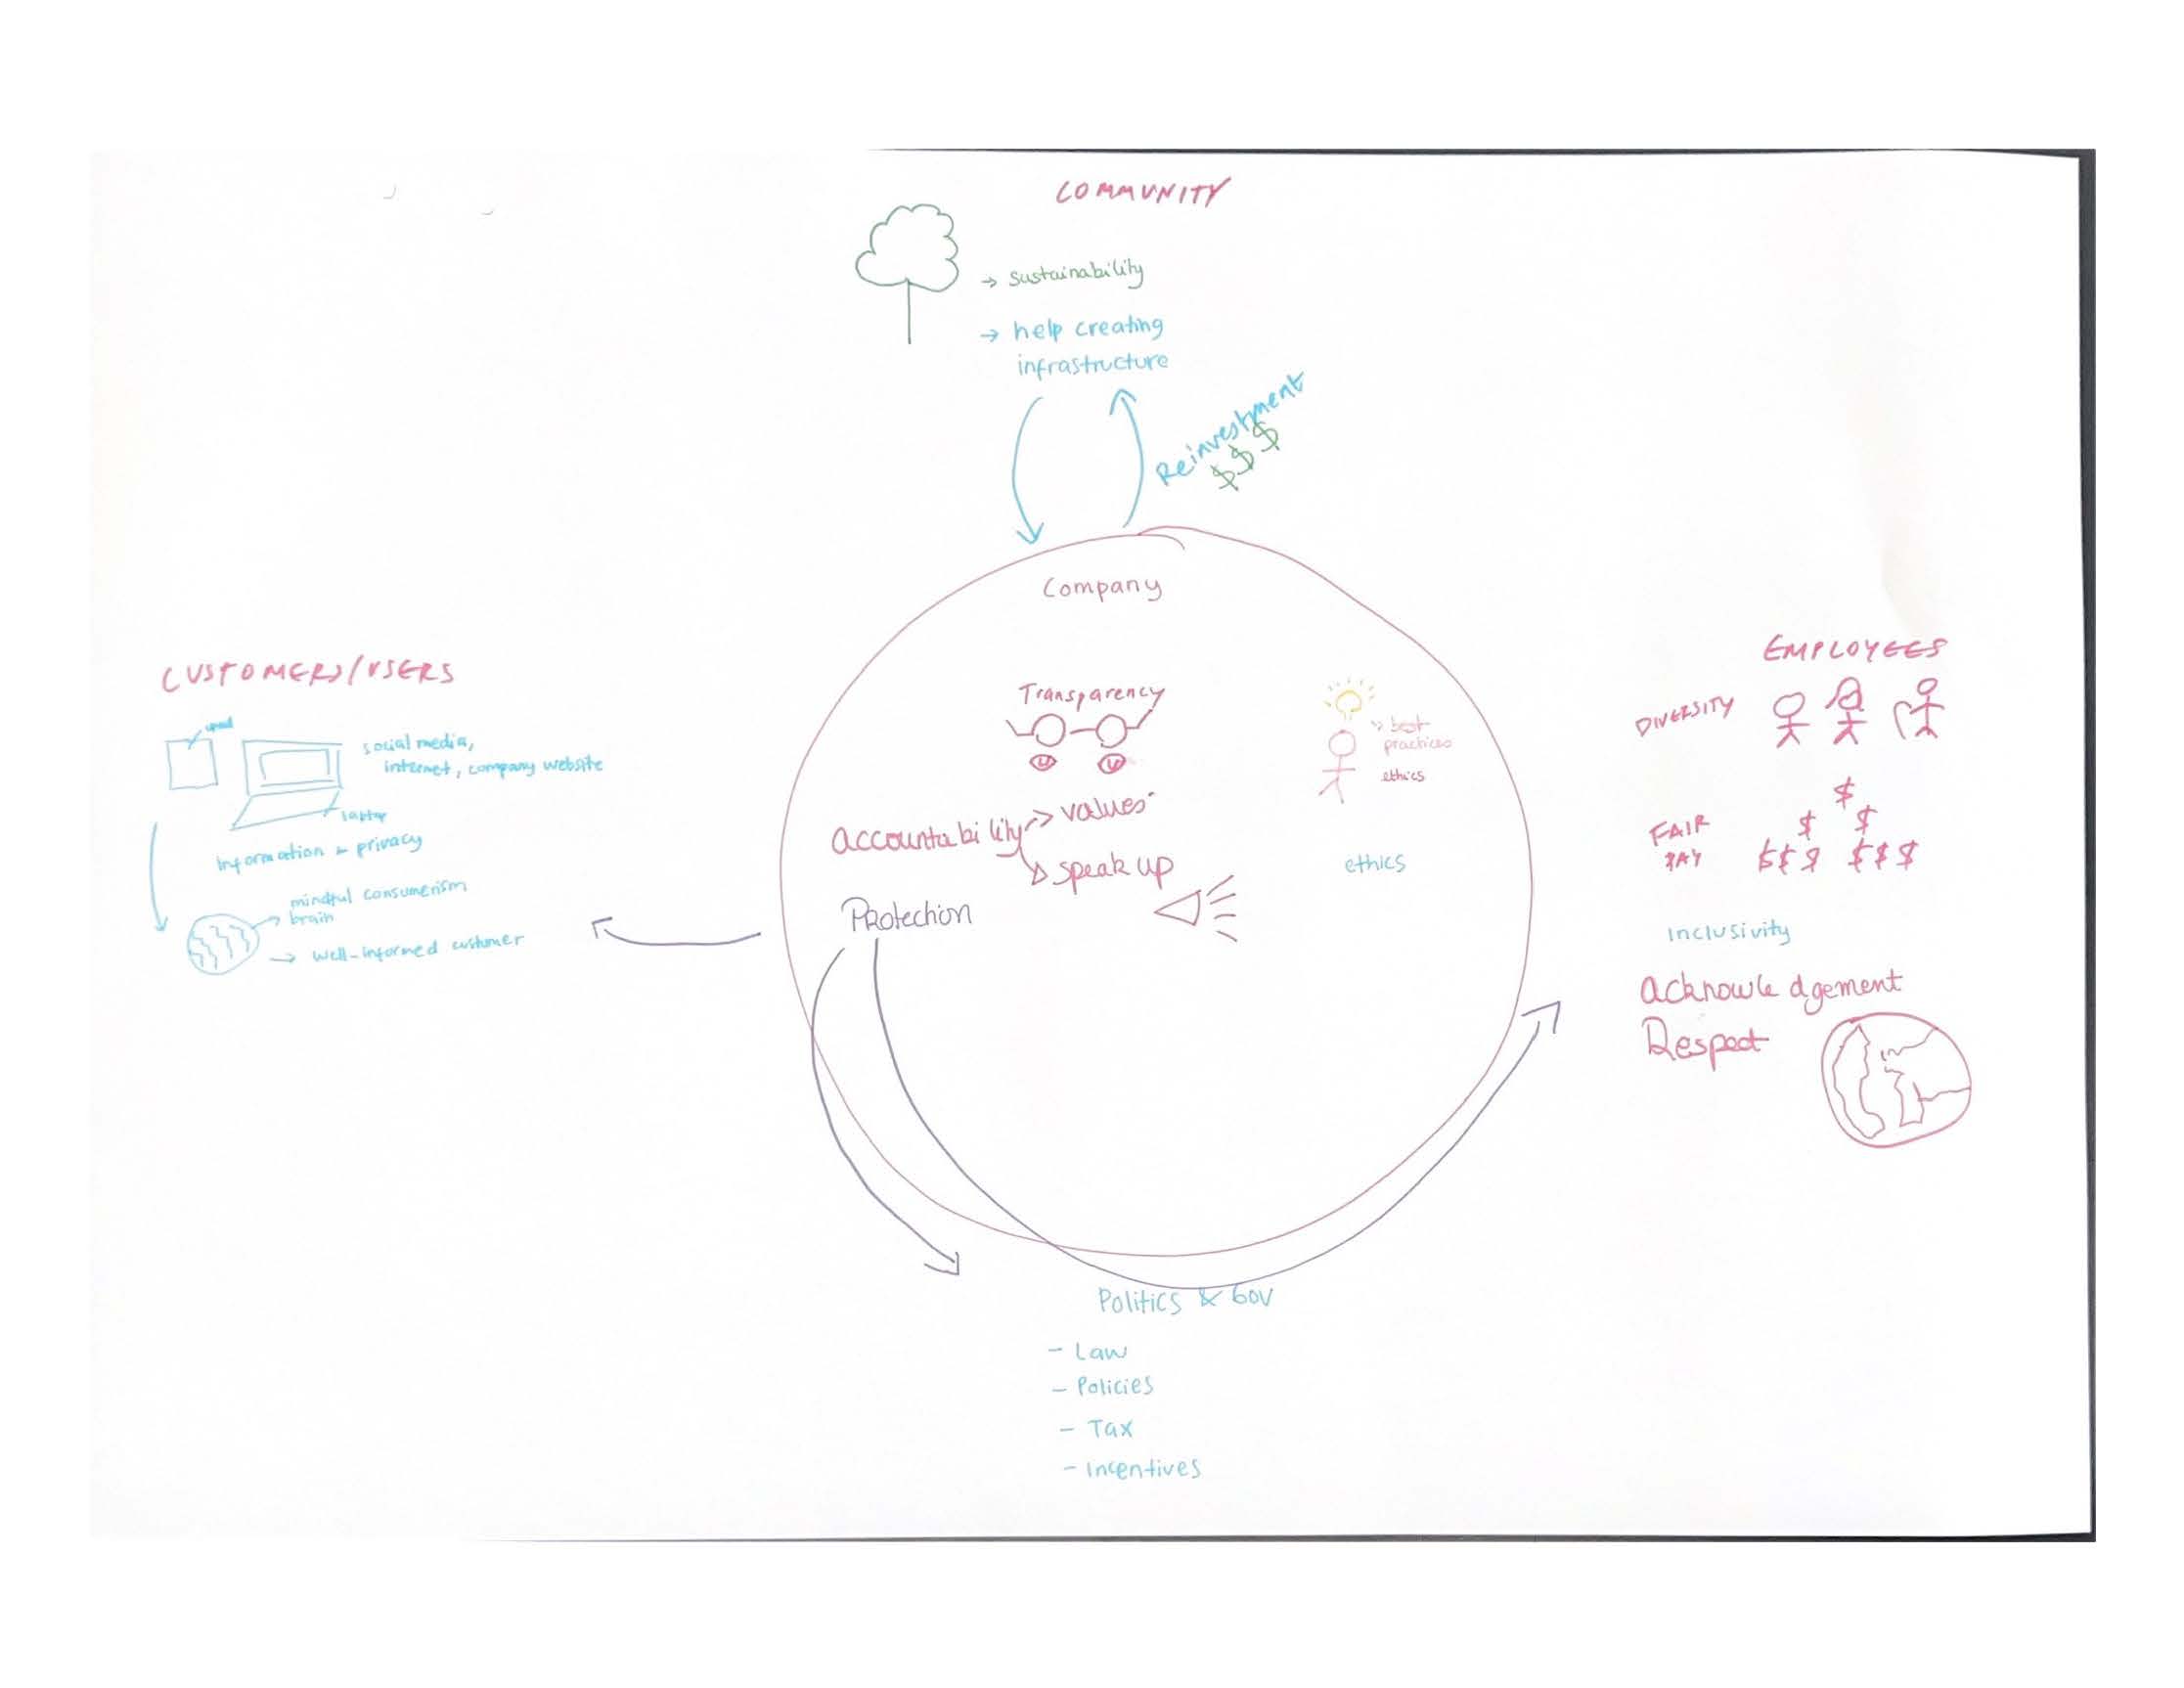 COMMUNITY
→ sustainability
→ help creating
infrastructure
Reinvestment
$$$
Company
Transparency
Accountability → values
→ speak up
Protection
→ best
practices
ethics
ethics
CUSTOMERS/USERS
social media,
internet, company website
laptop
Information & privacy
mindful consumerism
brain
→ well-informed customer
EMPLOYEES
DIVERSITY
$
$ $
FAIR
PAY
$$$ $$$
Inclusivity
Acknowledgement
Respect
Politics & Gov
- Law
- Policies
- Tax
- Incentives